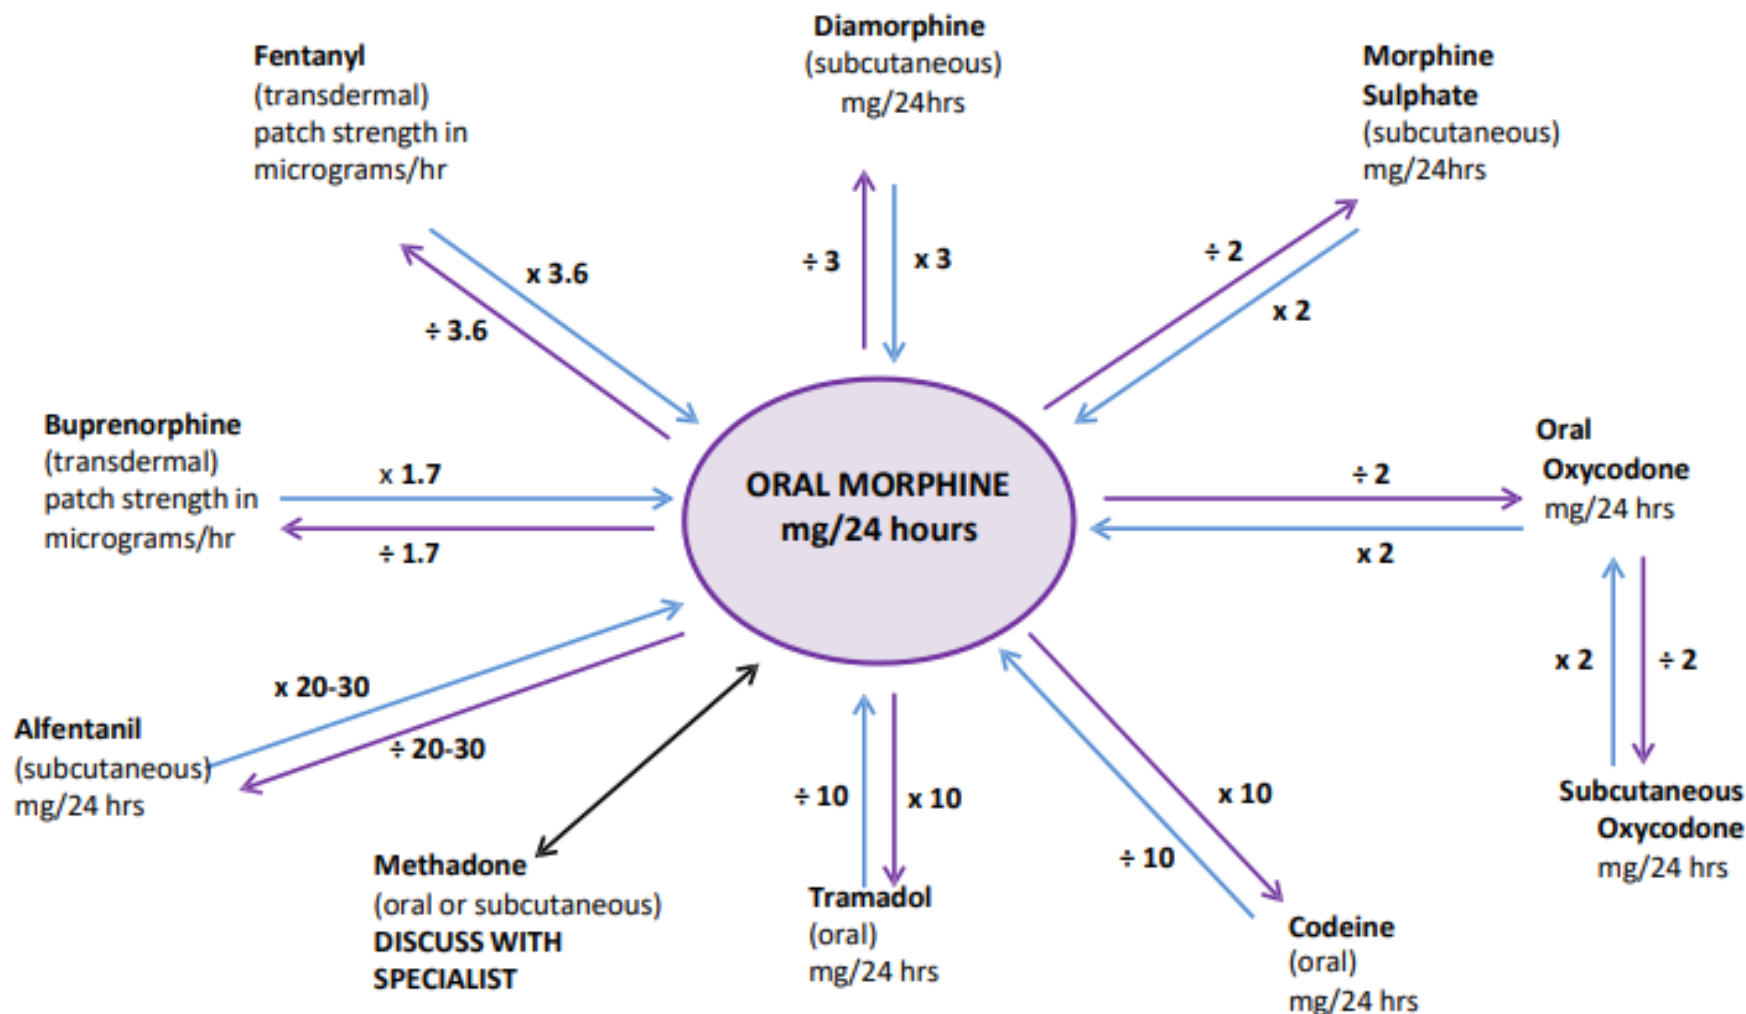 Fentanyl
(transdermal)
patch strength in
micrograms/hr
Diamorphine
(subcutaneous)
mg/24hrs
Morphine
Sulphate
(subcutaneous)
mg/24hrs
x 3.6
÷ 3.6
÷ 3
x 3
÷ 2
x 2
Buprenorphine
(transdermal)
patch strength in
micrograms/hr
x 1.7
÷ 1.7
ORAL MORPHINE
mg/24 hours
÷ 2
x 2
Oral
Oxycodone
mg/24 hrs
x 2
÷ 2
Subcutaneous
Oxycodone
mg/24 hrs
x 20-30
÷ 20-30
Alfentanil
(subcutaneous)
mg/24 hrs
Methadone
(oral or subcutaneous)
DISCUSS WITH
SPECIALIST
÷ 10
x 10
Tramadol
(oral)
mg/24 hrs
x 10
÷ 10
Codeine
(oral)
mg/24 hrs